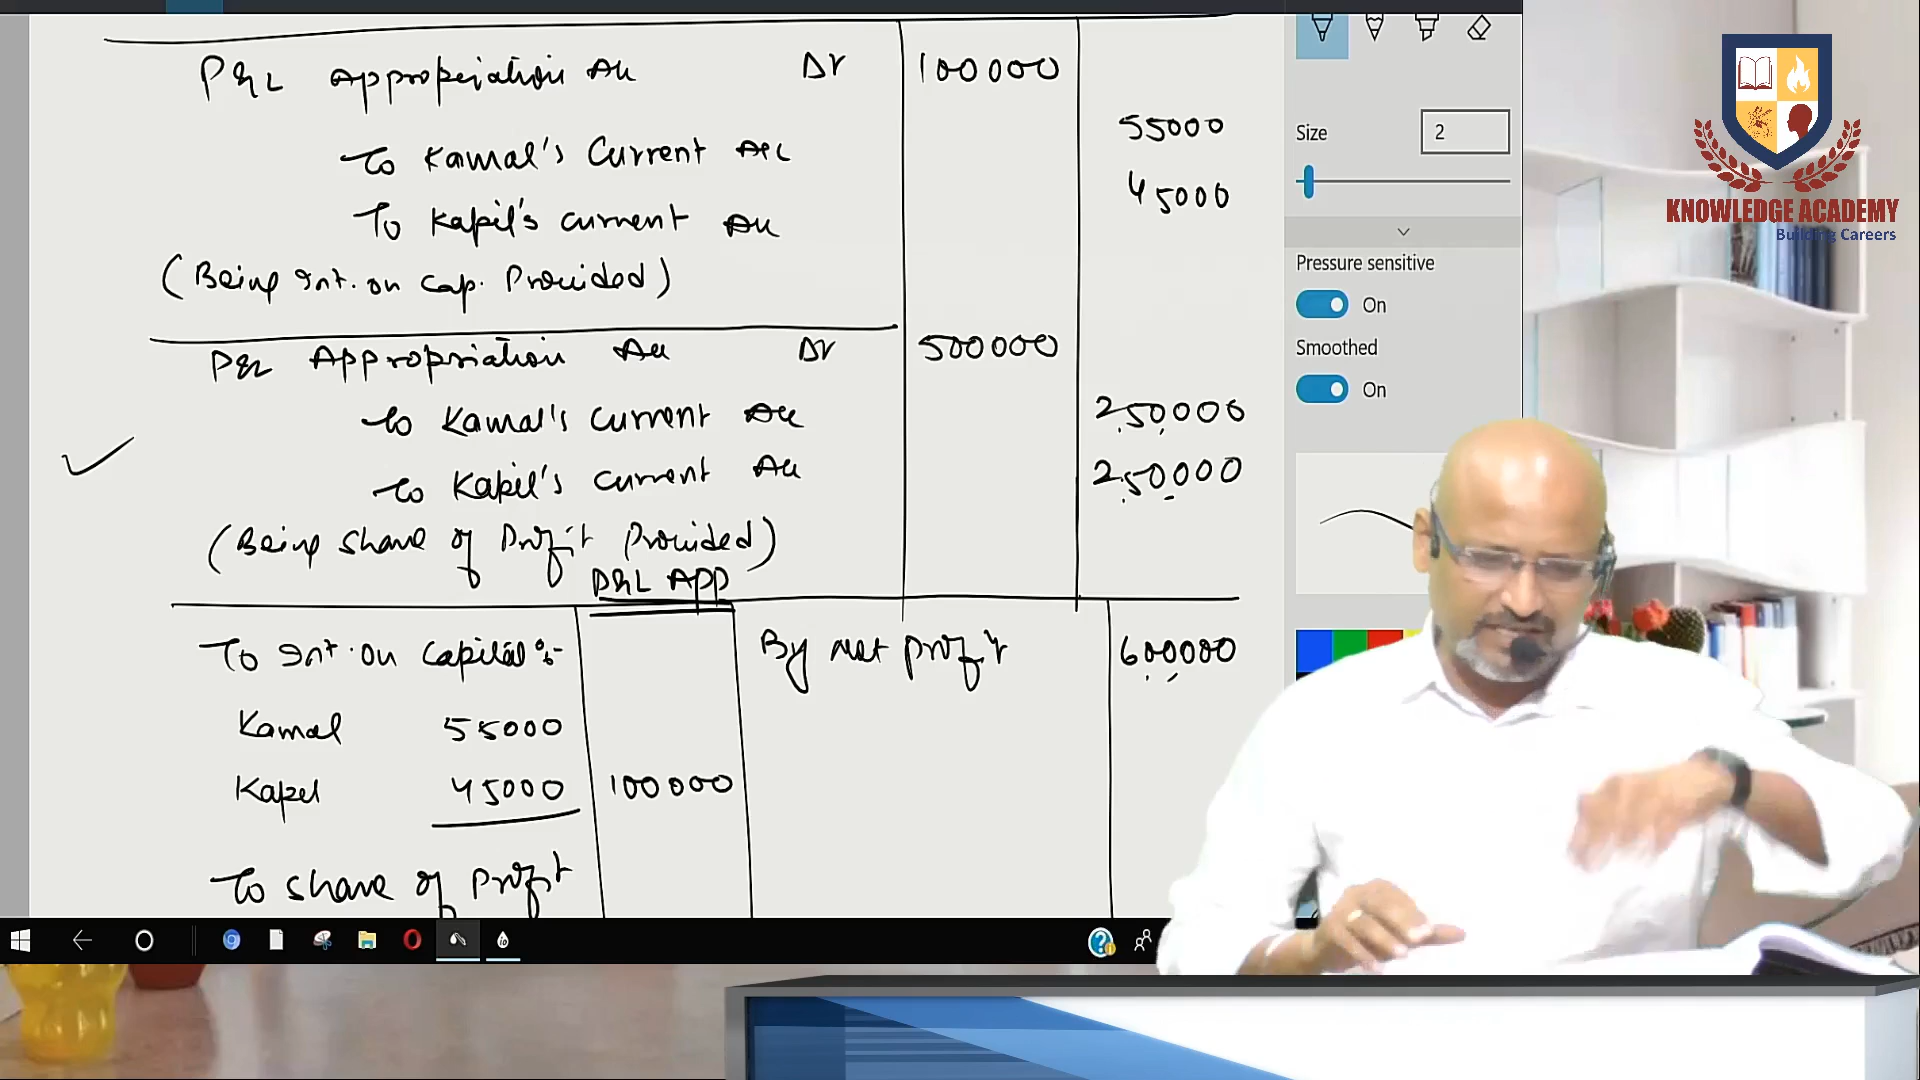 P&L Appropriation A/c Dr 100000
To Kamal's Current A/c 55000
To Kapil's Current A/c 45000
(Being Int. on Cap. Provided)
P&L Appropriation A/c Dr 500000
To Kamal's Current A/c 250000
To Kapil's Current A/c 250000
(Being Share of Profit Provided)
P&L APP
To Int. on Capital:- By net profit 600000
Kamal 55000
Kapil 45000 100000
To Share of Profit
Size 2
Pressure sensitive
On
Smoothed
On
KNOWLEDGE ACADEMY
Building Careers